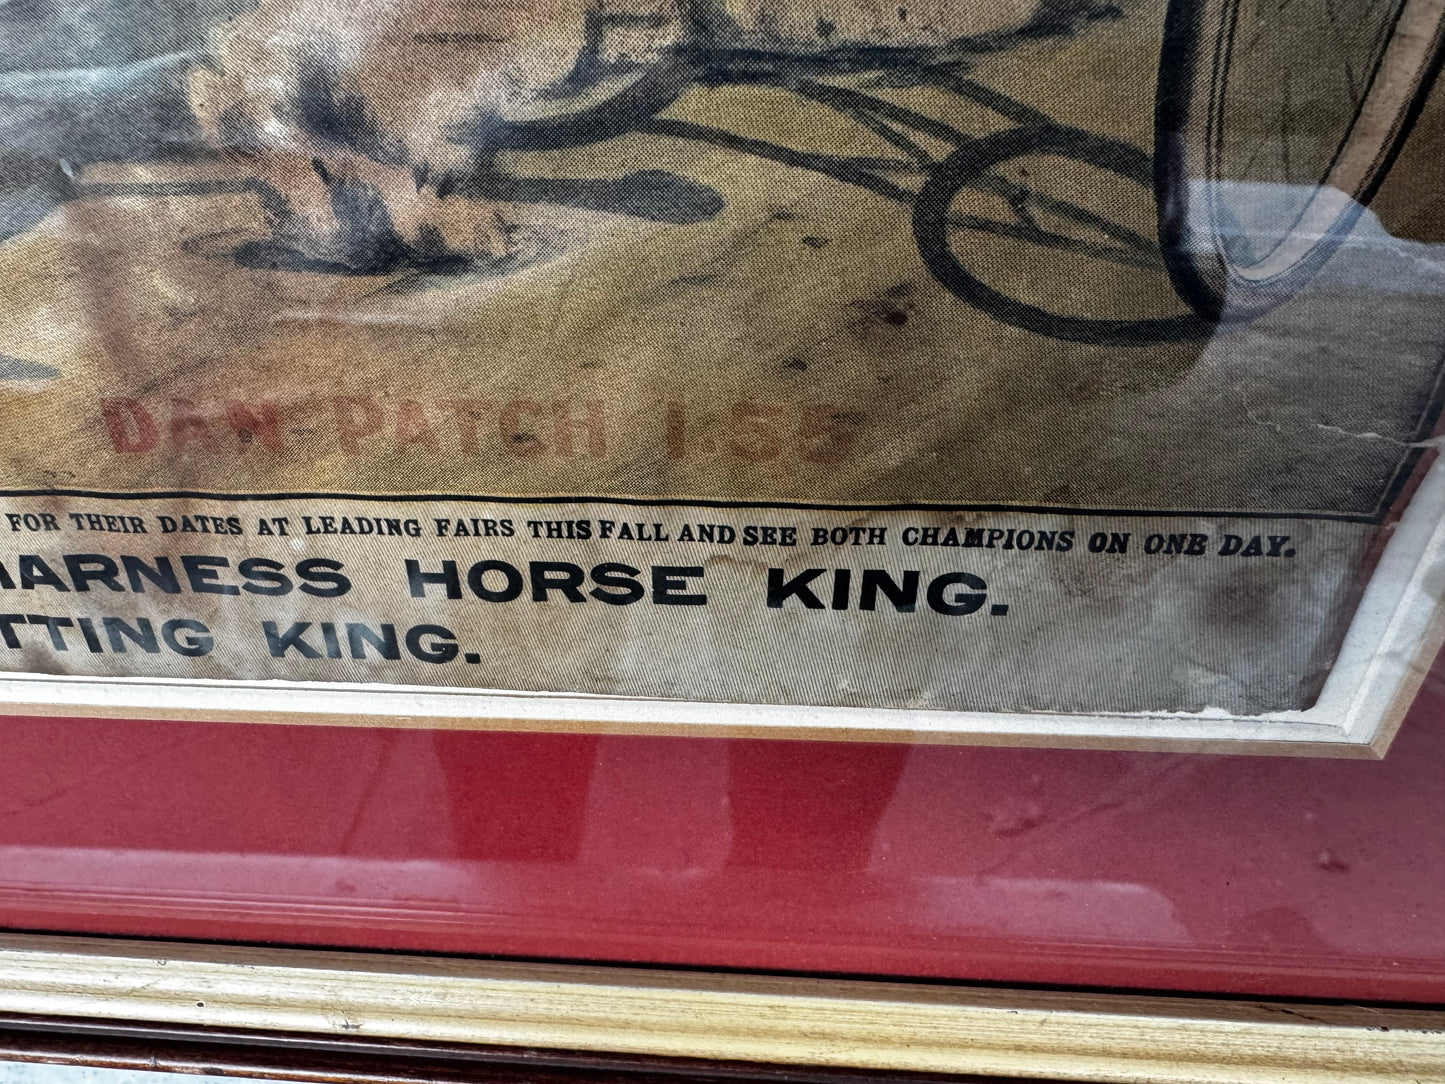 DAN PATCH 1:55
FOR THEIR DATES AT LEADING FAIRS THIS FALL AND SEE BOTH CHAMPIONS ON ONE DAY.
HARNESS HORSE KING.
TTING KING.